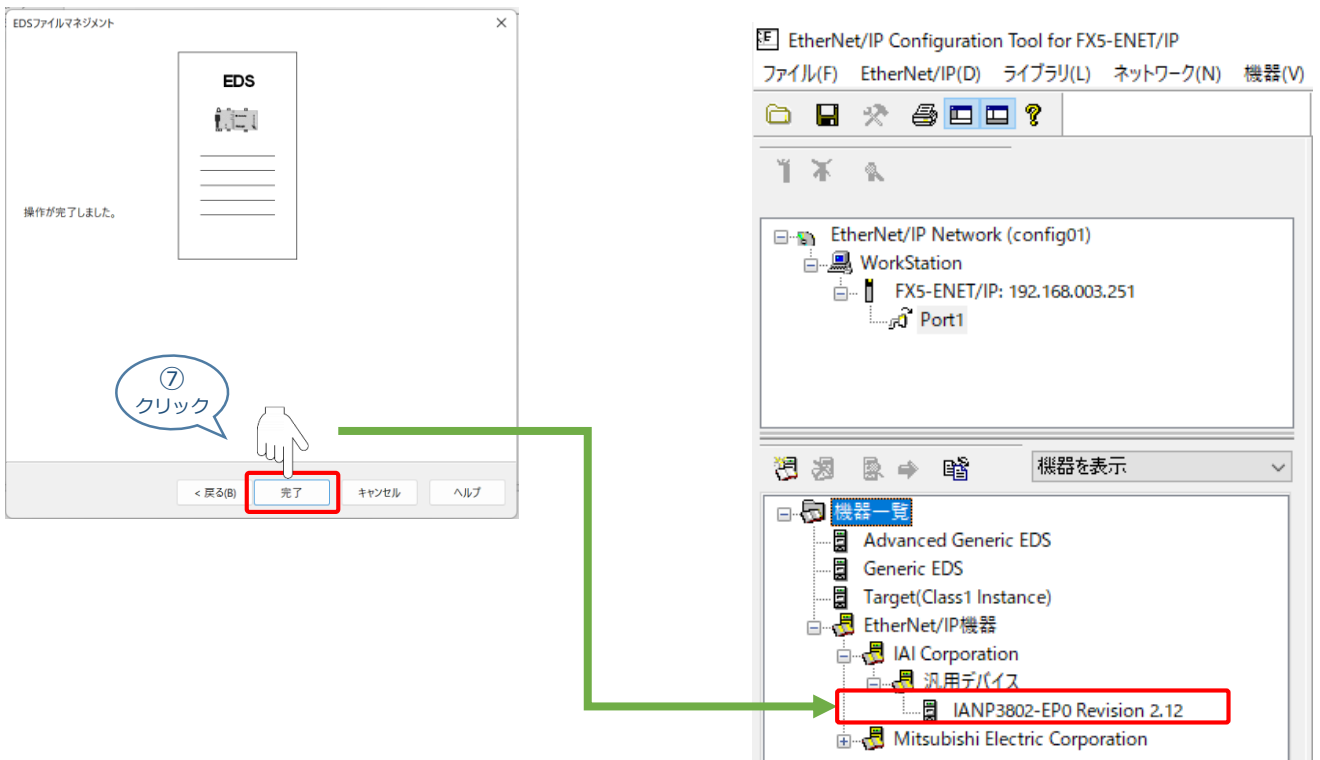 EDSファイルマネジメント
EDS
操作が完了しました。
⑦
クリック
< 戻る(B)
完了
キャンセル
ヘルプ
EtherNet/IP Configuration Tool for FX5-ENET/IP
ファイル(F) EtherNet/IP(D) ライブラリ(L) ネットワーク(N) 機器(V)
EtherNet/IP Network (config01)
WorkStation
FX5-ENET/IP: 192.168.003.251
Port1
機器を表示
機器一覧
Advanced Generic EDS
Generic EDS
Target(Class1 Instance)
EtherNet/IP機器
IAI Corporation
汎用デバイス
IANP3802-EP0 Revision 2.12
Mitsubishi Electric Corporation